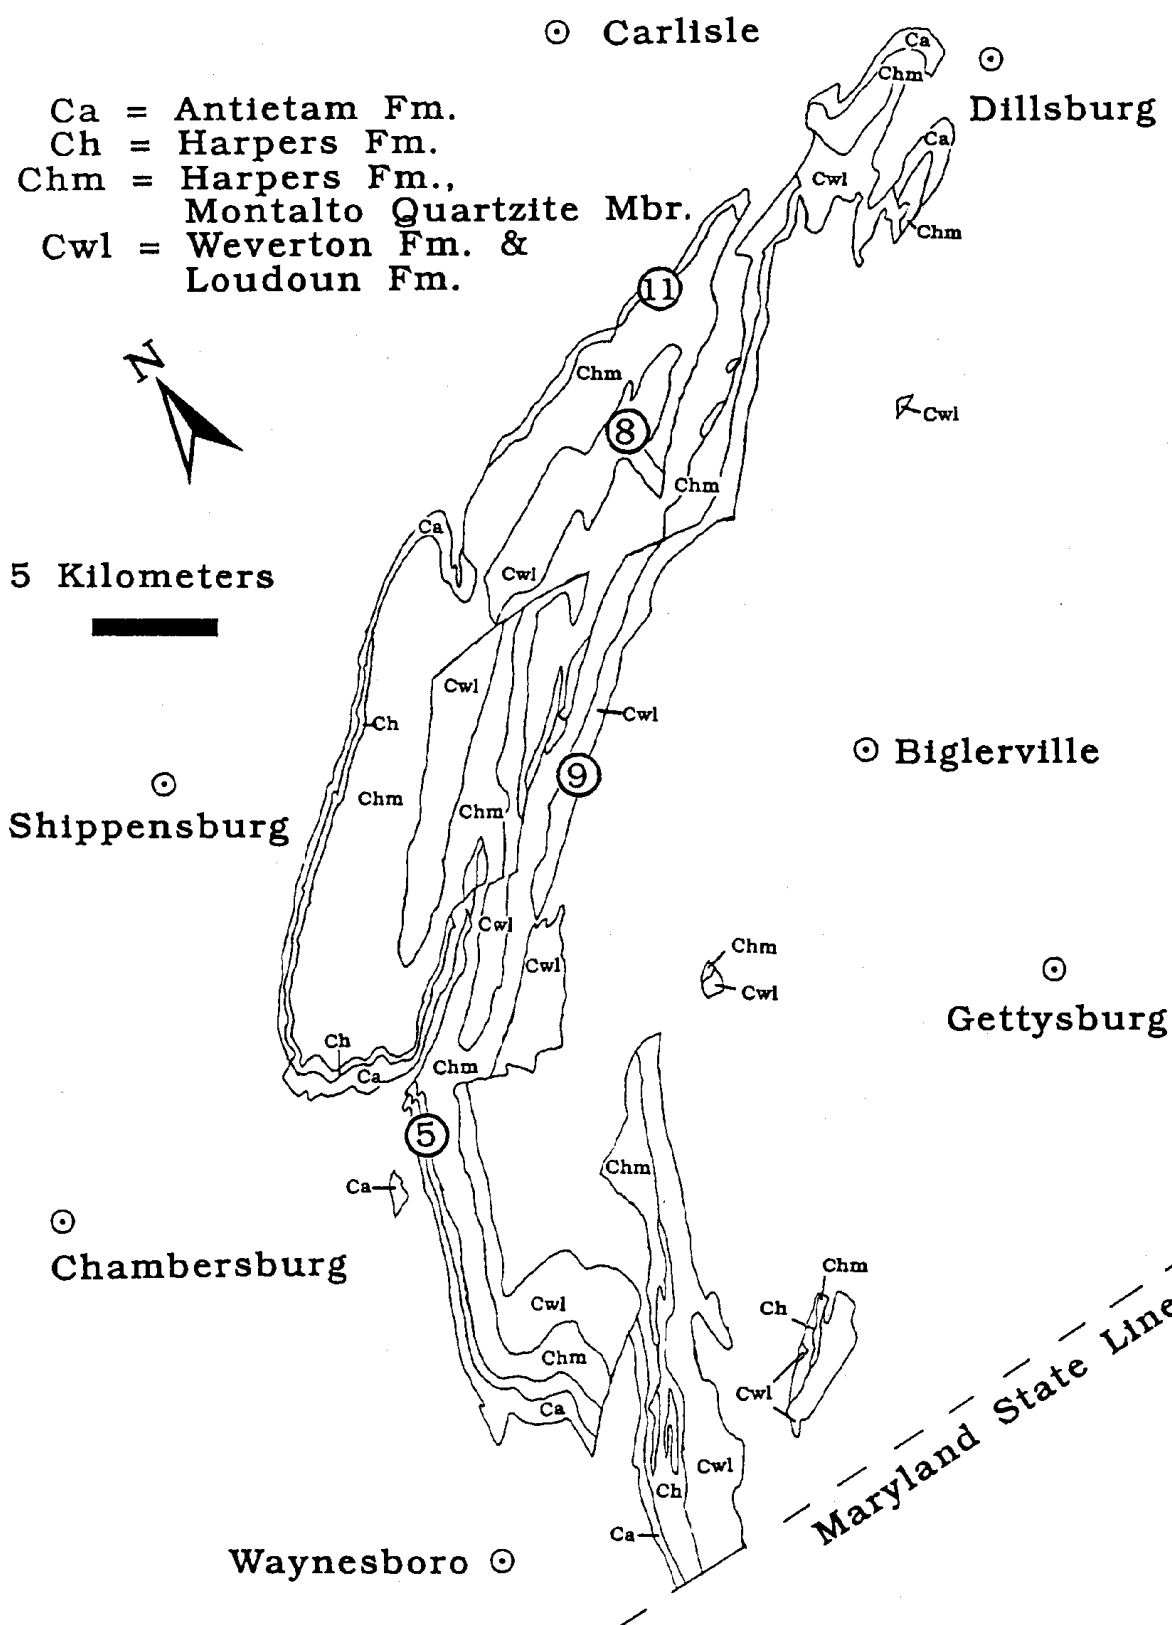 Carlisle
Dillsburg
Ca = Antietam Fm.
Ch = Harpers Fm.
Chm = Harpers Fm.,
Montalto Quartzite Mbr.
Cwl = Weverton Fm. &
Loudoun Fm.
N
5 Kilometers
Ca
Chm
Ca
Cwl
Chm
11
Chm
Cwl
8
Chm
Ca
Cwl
Cwl
Cwl
Ch
Biglerville
9
Shippensburg
Chm
Chm
Cwl
Cwl
Chm
Cwl
Gettysburg
Ch
Ca
Chm
5
Chm
Ca
Chambersburg
Chm
Ch
Cwl
Chm
Cwl
Ca
Cwl
Ch
Ca
Maryland State Line
Waynesboro